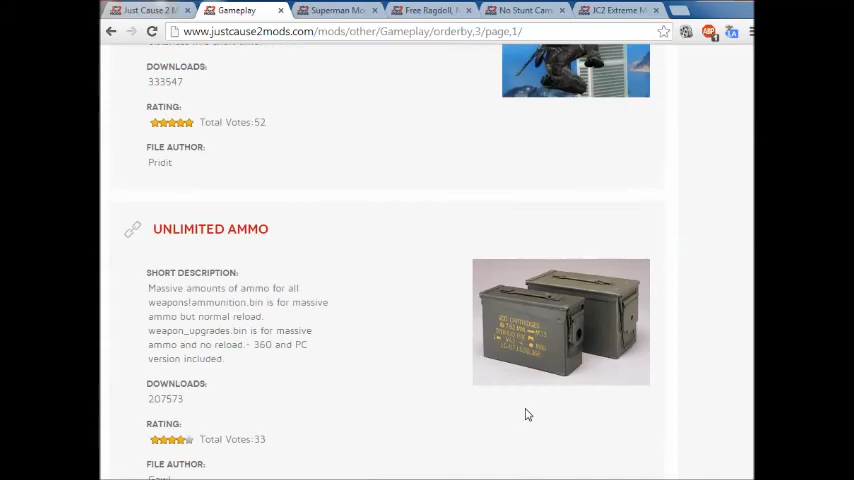 Just Cause 2 M
Gameplay
Superman Mo
Free Ragdoll,
No Stunt Cam
JC2 Extreme M
www.justcause2mods.com/mods/other/Gameplay/orderby,3/page,1/
DOWNLOADS:
333547
RATING:
Total Votes:52
FILE AUTHOR:
Pridit
UNLIMITED AMMO
SHORT DESCRIPTION:
Massive amounts of ammo for all
weapons!ammunition.bin is for massive
ammo but normal reload.
weapon_upgrades.bin is for massive
ammo and no reload.- 360 and PC
version included.
DOWNLOADS:
207573
RATING:
Total Votes:33
FILE AUTHOR: